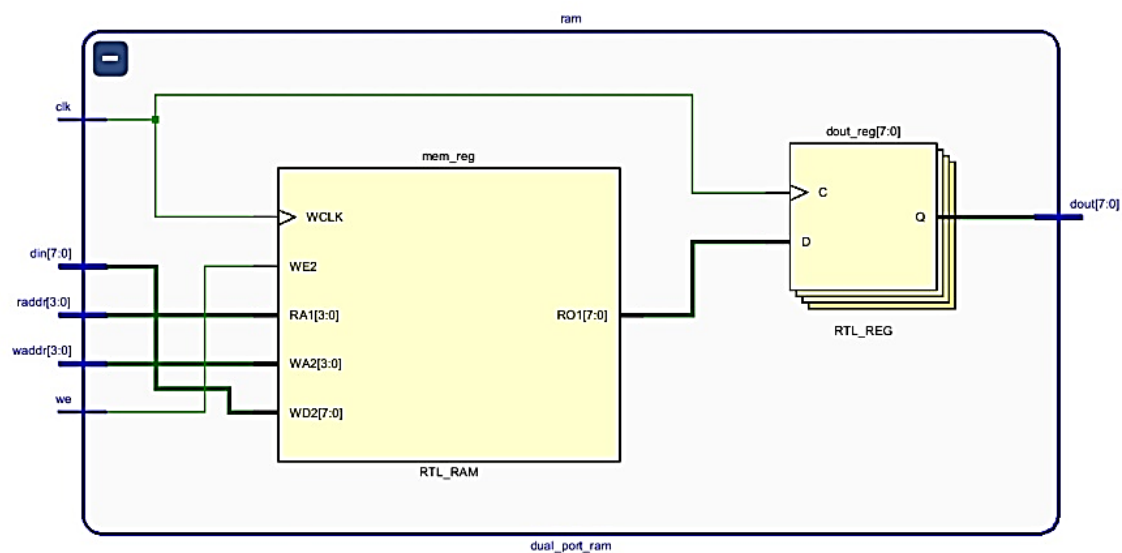 ram
clk
din[7:0]
raddr[3:0]
waddr[3:0]
we
mem_reg
WCLK
WE2
RA1[3:0]
WA2[3:0]
WD2[7:0]
RO1[7:0]
RTL_RAM
dout_reg[7:0]
C
D
Q
RTL_REG
dout[7:0]
dual_port_ram